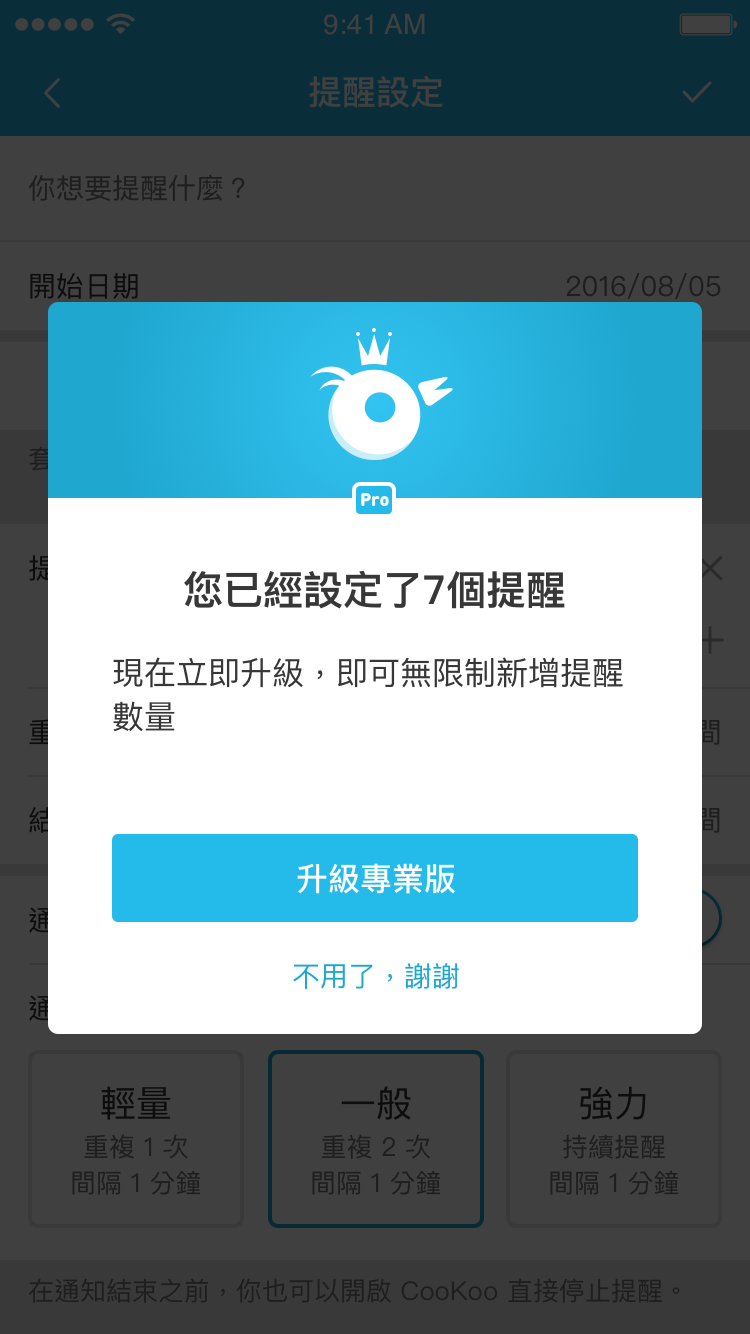 9:41 AM
提醒設定
你想要提醒什麼？
開始日期
2016/08/05
套
Pro
提
您已經設定了7個提醒
現在立即升級，即可無限制新增提醒
數量
重
間
結
間
升級專業版
通
不用了，謝謝
通
輕量
一般
強力
重複 1 次
重複 2 次
持續提醒
間隔 1 分鐘
間隔 1 分鐘
間隔 1 分鐘
在通知結束之前，你也可以開啟 CooKoo 直接停止提醒。